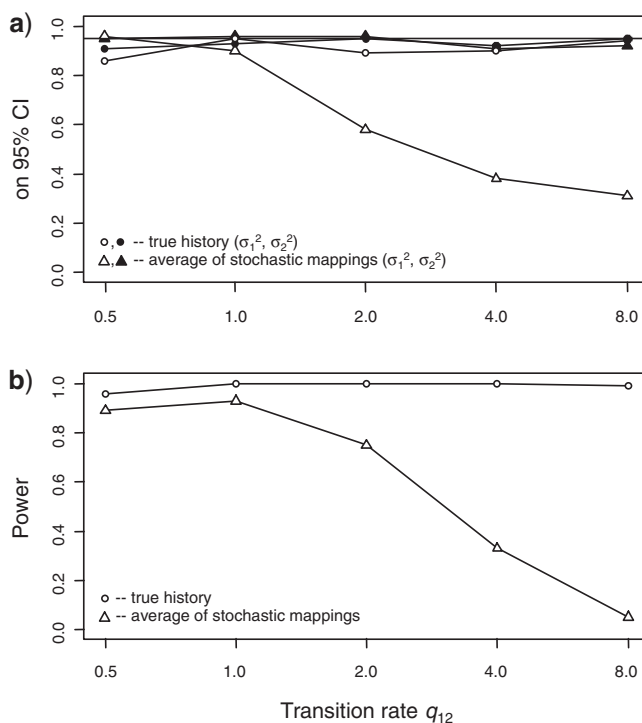 a)
on 95% CI
1.0
0.8
0.6
0.4
0.2
0.0
○,● -- true history (σ₁², σ₂²)
△,▲ -- average of stochastic mappings (σ₁², σ₂²)
0.5 1.0 2.0 4.0 8.0
b)
Power
1.0
0.8
0.6
0.4
0.2
0.0
○ -- true history
△ -- average of stochastic mappings
0.5 1.0 2.0 4.0 8.0
Transition rate q₁₂